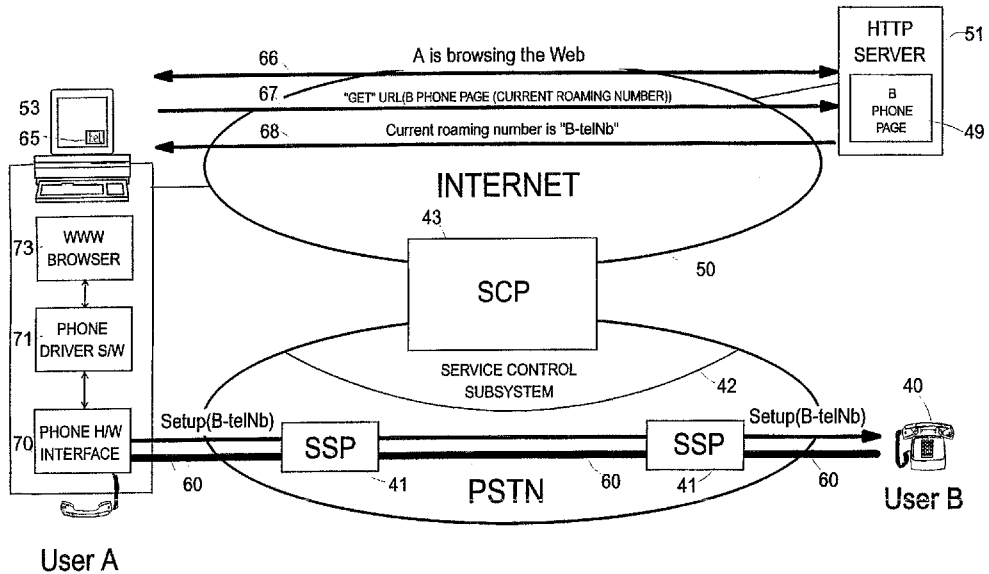 HTTP
SERVER
51
66
A is browsing the Web
67
"GET" URL(B PHONE PAGE (CURRENT ROAMING NUMBER))
B
PHONE
PAGE
49
53
65
tel
68
Current roaming number is "B-telNb"
INTERNET
43
73
WWW
BROWSER
50
SCP
71
PHONE
DRIVER S/W
SERVICE CONTROL
SUBSYSTEM
42
40
Setup(B-telNb)
Setup(B-telNb)
70
PHONE H/W
INTERFACE
SSP
SSP
60
41
60
41
60
PSTN
User B
User A